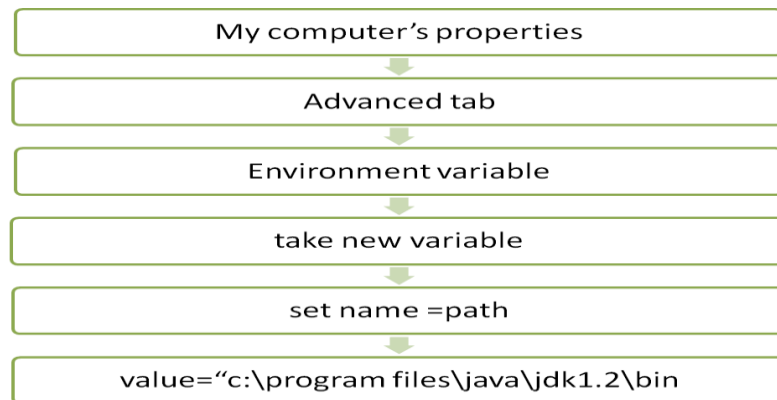 My computer’s properties
Advanced tab
Environment variable
take new variable
set name =path
value=“c:\program files\java\jdk1.2\bin